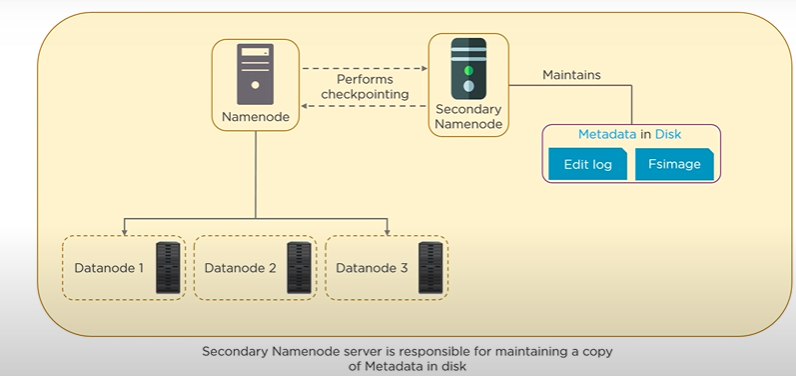 Namenode
Performs
checkpointing
Secondary
Namenode
Maintains
Metadata in Disk
Edit log
Fsimage
Datanode 1
Datanode 2
Datanode 3
Secondary Namenode server is responsible for maintaining a copy
of Metadata in disk